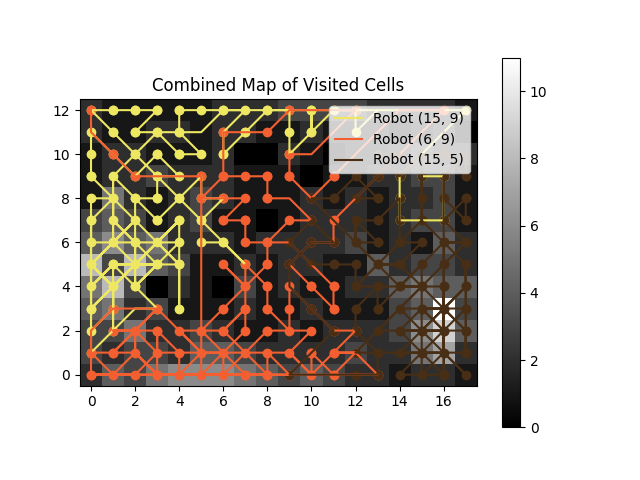 Combined Map of Visited Cells
Robot (15, 9)
Robot (6, 9)
Robot (15, 5)
12
10
8
6
4
2
0
0 2 4 6 8 10 12 14 16
10
8
6
4
2
0